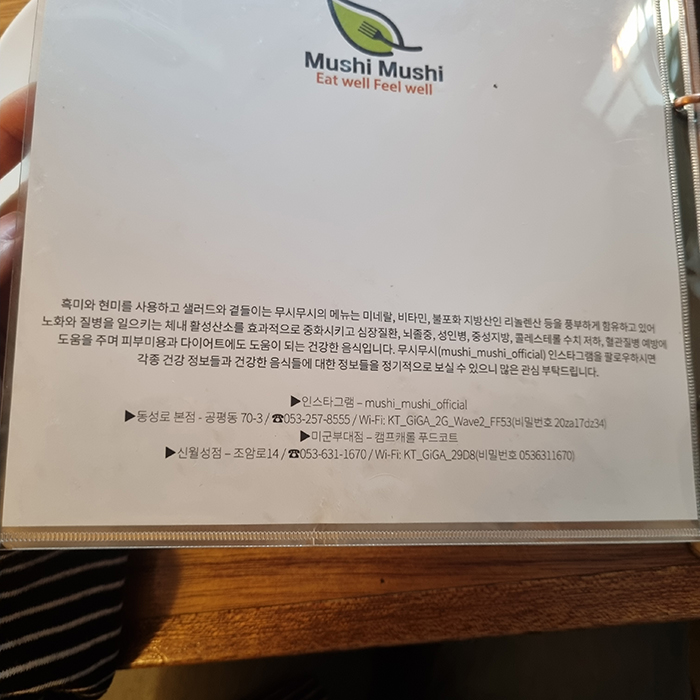 Mushi Mushi
Eat well Feel well
흑미와 현미를 사용하고 샐러드와 곁들이는 무시무시의 메뉴는 미네랄, 비타민, 불포화 지방산인 리놀렌산 등을 풍부하게 함유하고 있어
노화와 질병을 일으키는 체내 활성산소를 효과적으로 중화시키고 심장질환, 뇌졸중, 성인병, 중성지방, 콜레스테롤 수치 저하, 혈관질병 예방에
도움을 주며 피부미용과 다이어트에도 도움이 되는 건강한 음식입니다. 무시무시(mushi_mushi_official) 인스타그램을 팔로우하시면
각종 건강 정보들과 건강한 음식들에 대한 정보들을 정기적으로 보실 수 있으니 많은 관심 부탁드립니다.
▶인스타그램 – mushi_mushi_official
▶동성로 본점 - 공평동 70-3 / ☎053-257-8555 / Wi-Fi: KT_GiGA_2G_Wave2_FF53(비밀번호 20za17dz34)
▶미군부대점 – 캠프캐롤 푸드코트
▶신월성점 – 조암로14 / ☎053-631-1670 / Wi-Fi: KT_GiGA_29D8(비밀번호 0536311670)